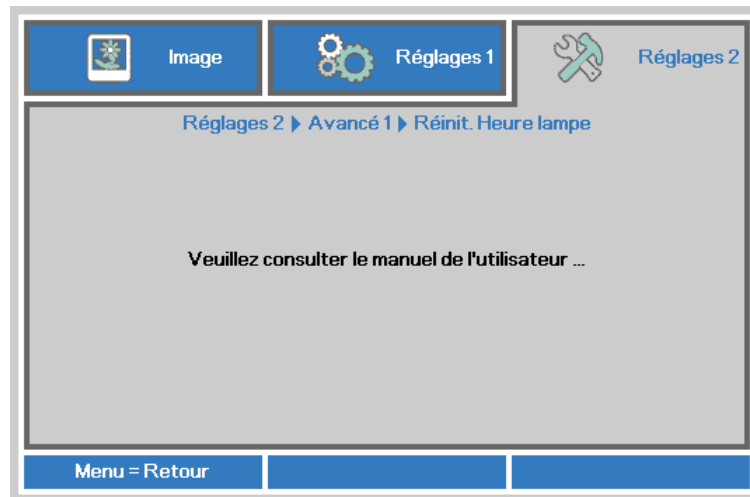 Image
Réglages 1
Réglages 2
Réglages 2 ▶ Avancé 1 ▶ Réinit. Heure lampe
Veuillez consulter le manuel de l'utilisateur ...
Menu = Retour